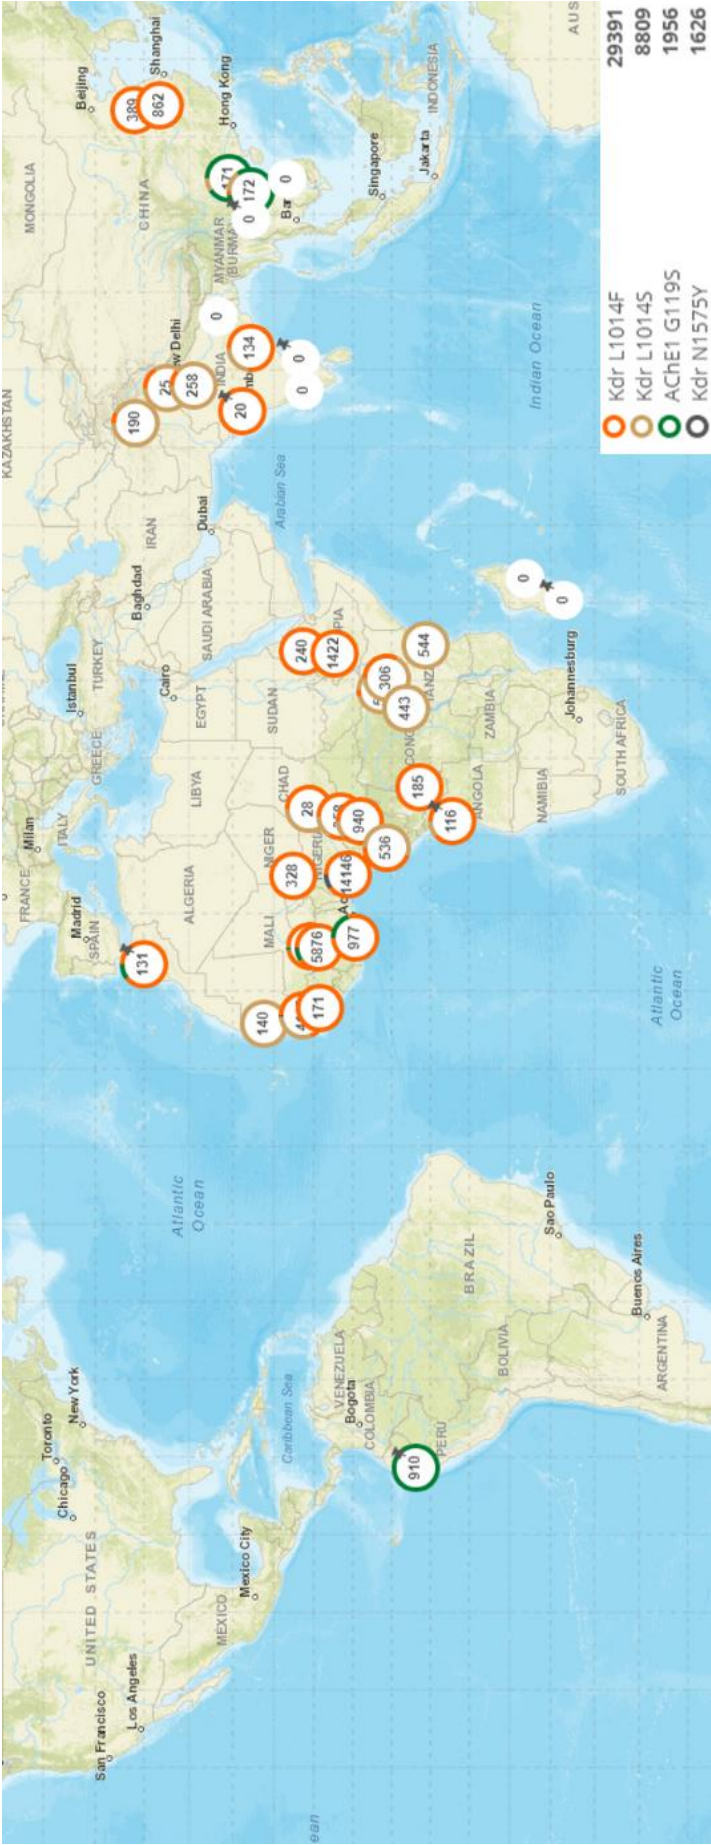 San Francisco
Los Angeles
UNITED STATES
Chicago
Toronto
New York
MEXICO
Mexico City
Caribbean Sea
VENEZUELA
Bogota
COLOMBIA
PERU
910
BRAZIL
BOLIVIA
Sao Paulo
Buenos Aires
ARGENTINA
Atlantic
Ocean
Atlantic
Ocean
FRANCE
Milan
ITALY
Madrid
SPAIN
131
GREECE
Istanbul
TURKEY
ALGERIA
LIBYA
Cairo
EGYPT
SAUDI ARABIA
Baghdad
IRAN
Dubai
KAZAKHSTAN
MONGOLIA
CHINA
Beijing
Shanghai
389
862
Hong Kong
171
172
0
0
MYANMAR
(BURMA)
190
25
258
INDIA
0
134
20
0
0
Arabian Sea
140
171
MALI
5876
977
NIGER
328
14146
CHAD
28
940
536
SUDAN
240
1422
306
443
544
185
116
ANGOLA
ZAMBIA
NAMIBIA
Johannesburg
SOUTH AFRICA
0
0
Indian Ocean
Singapore
Jakarta
INDONESIA
Kdr L1014F 29391
Kdr L1014S 8809
AChE1 G119S 1956
Kdr N1575Y 1626